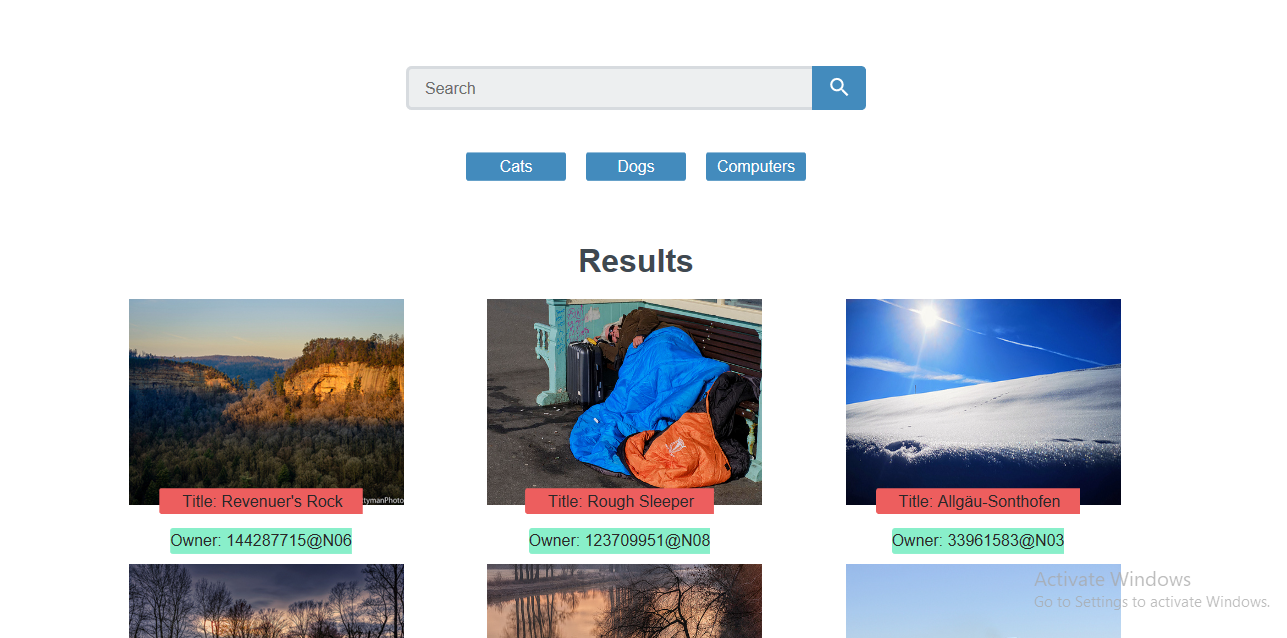 Search
Cats
Dogs
Computers
Results
tymanPhoto
Title: Revenuer's Rock
Title: Rough Sleeper
Title: Allgäu-Sonthofen
Owner: 144287715@N06
Owner: 123709951@N08
Owner: 33961583@N03
Activate Windows
Go to Settings to activate Windows.